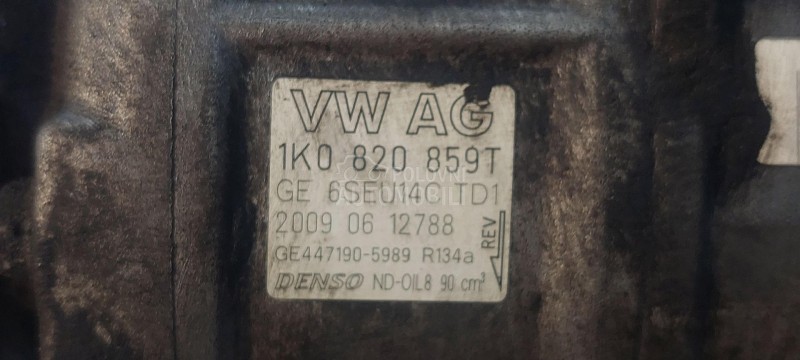 VW AG
1K0 820 859T
GE 6SEU14C TD1
2009 06 12788
REV
GE447190-5989 R134a
DENSO ND-OIL8 90 cm³